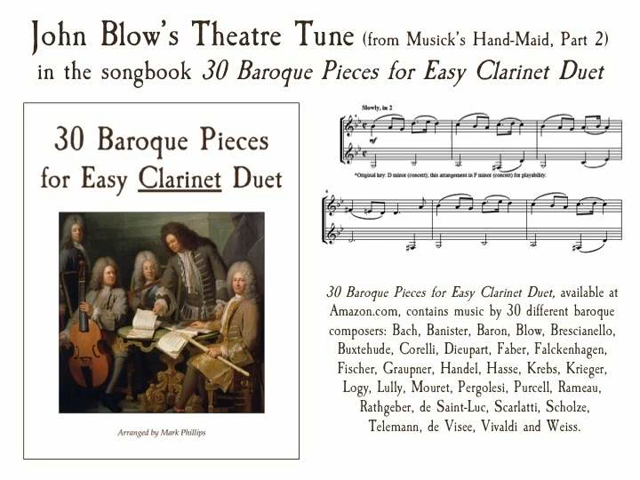 John Blow's Theatre Tune (from Musick's Hand-Maid, Part 2)
in the songbook 30 Baroque Pieces for Easy Clarinet Duet
30 Baroque Pieces
for Easy Clarinet Duet
Arranged by Mark Phillips
Slowly, in 2
mf
*Original key: D minor (concert); this arrangement in F minor (concert) for playability.
30 Baroque Pieces for Easy Clarinet Duet, available at
Amazon.com, contains music by 30 different baroque
composers: Bach, Banister, Baron, Blow, Brescianello,
Buxtehude, Corelli, Dieupart, Faber, Falckenhagen,
Fischer, Graupner, Handel, Hasse, Krebs, Krieger,
Logy, Lully, Mouret, Pergolesi, Purcell, Rameau,
Rathgeber, de Saint-Luc, Scarlatti, Scholze,
Telemann, de Visee, Vivaldi and Weiss.